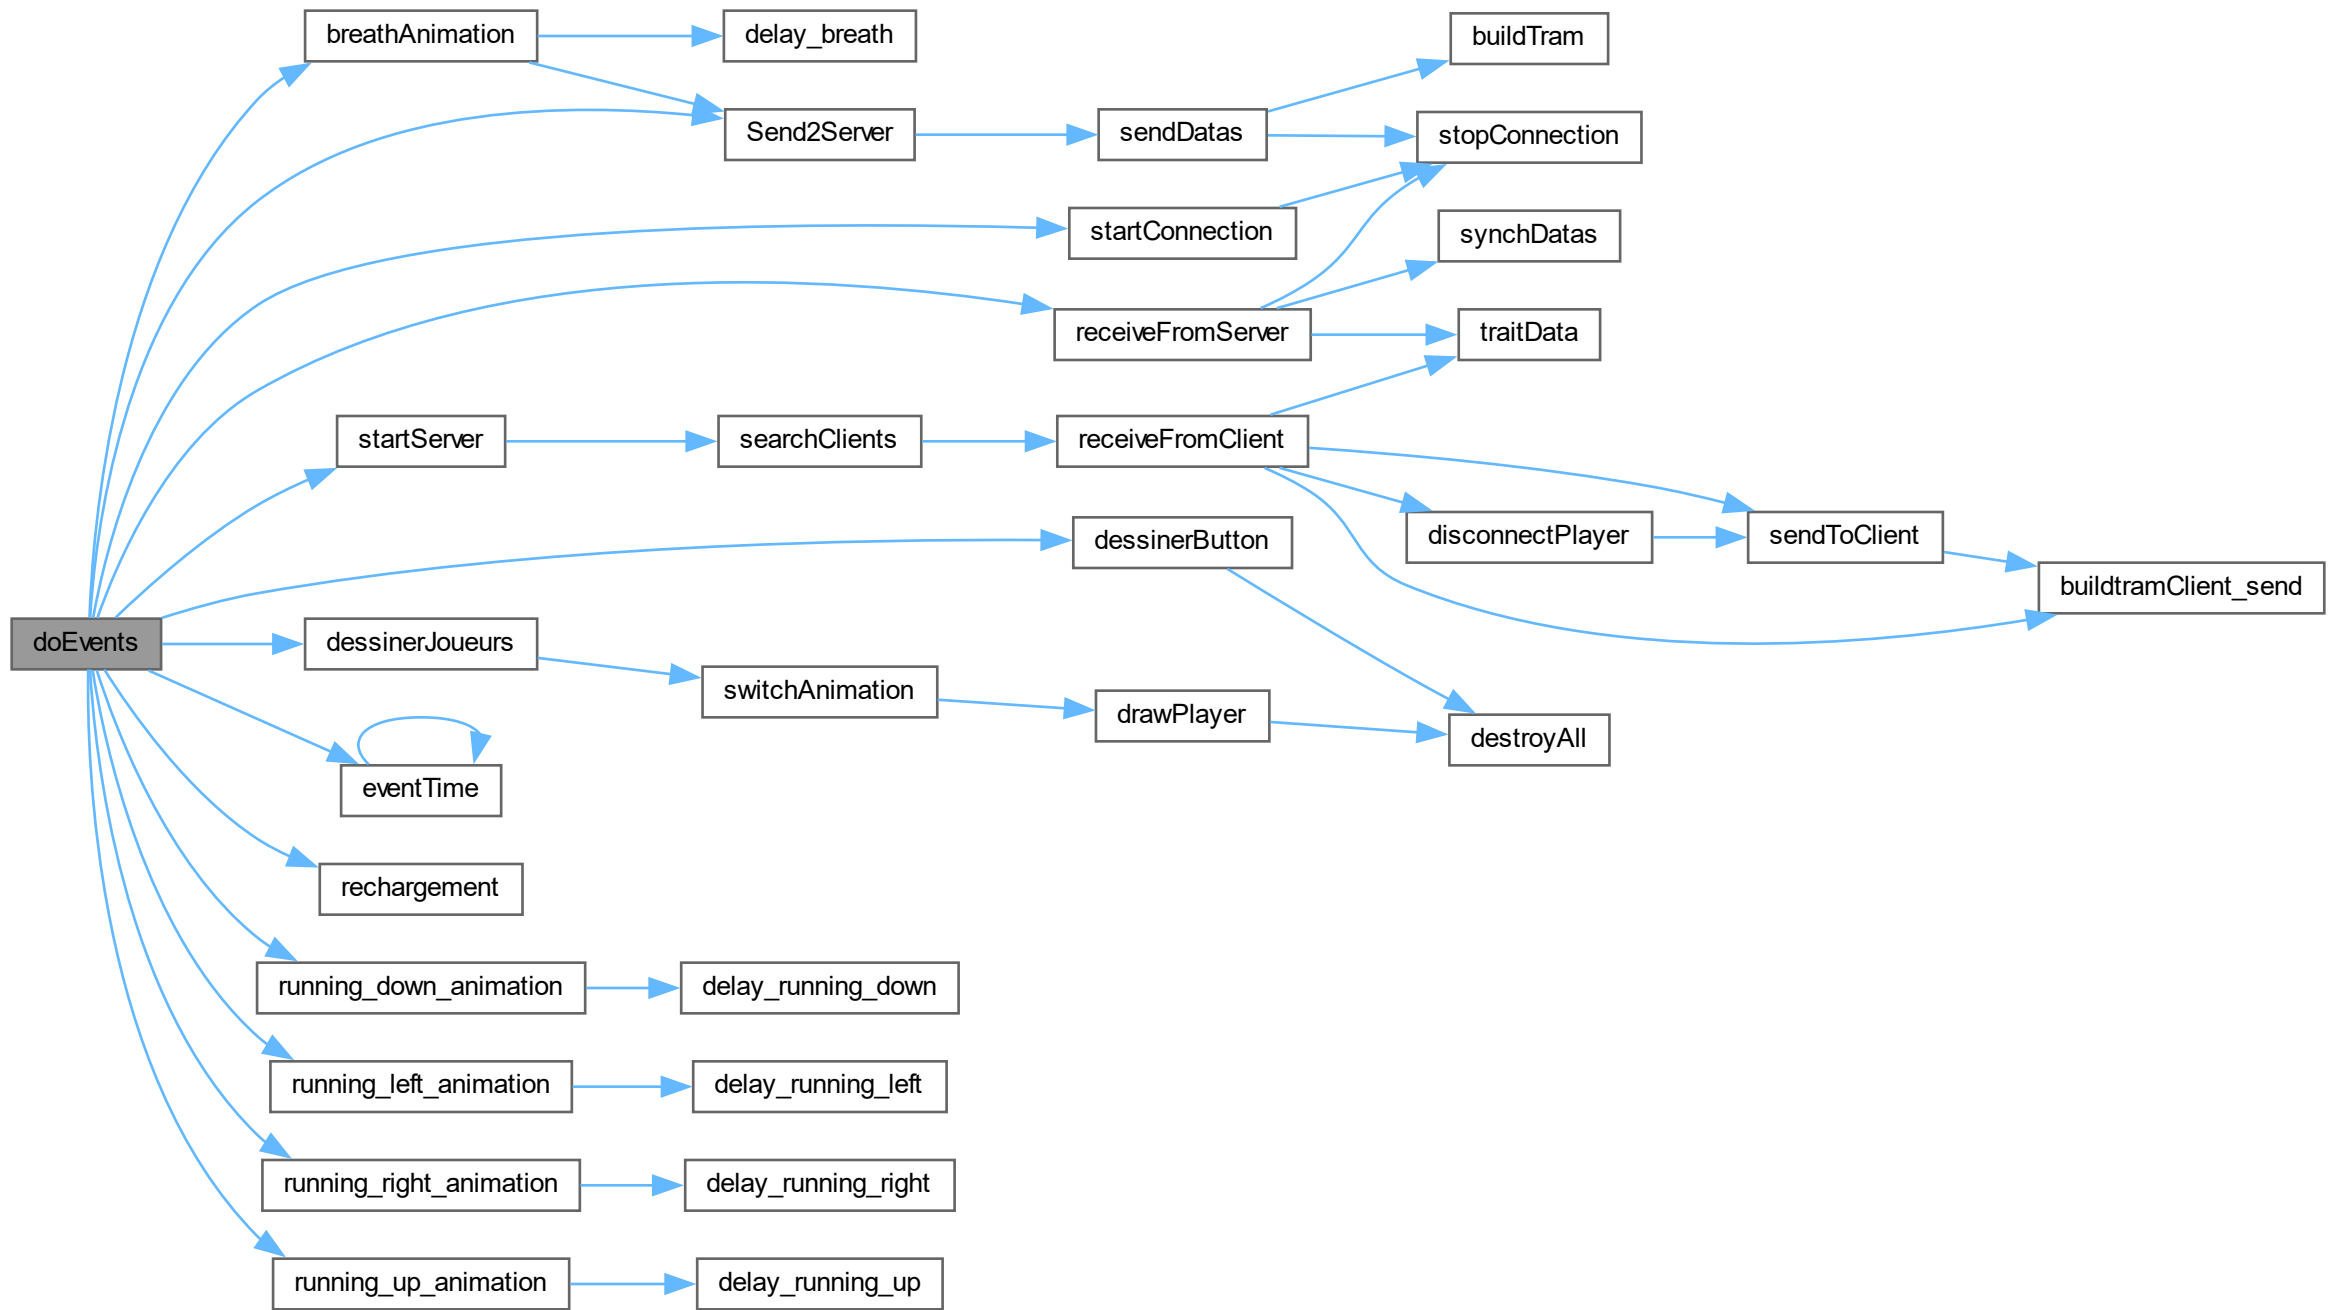 breathAnimation
delay_breath
buildTram
Send2Server
sendDatas
stopConnection
startConnection
synchDatas
receiveFromServer
traitData
startServer
searchClients
receiveFromClient
dessinerButton
disconnectPlayer
sendToClient
buildtramClient_send
doEvents
dessinerJoueurs
switchAnimation
drawPlayer
destroyAll
eventTime
rechargement
running_down_animation
delay_running_down
running_left_animation
delay_running_left
running_right_animation
delay_running_right
running_up_animation
delay_running_up